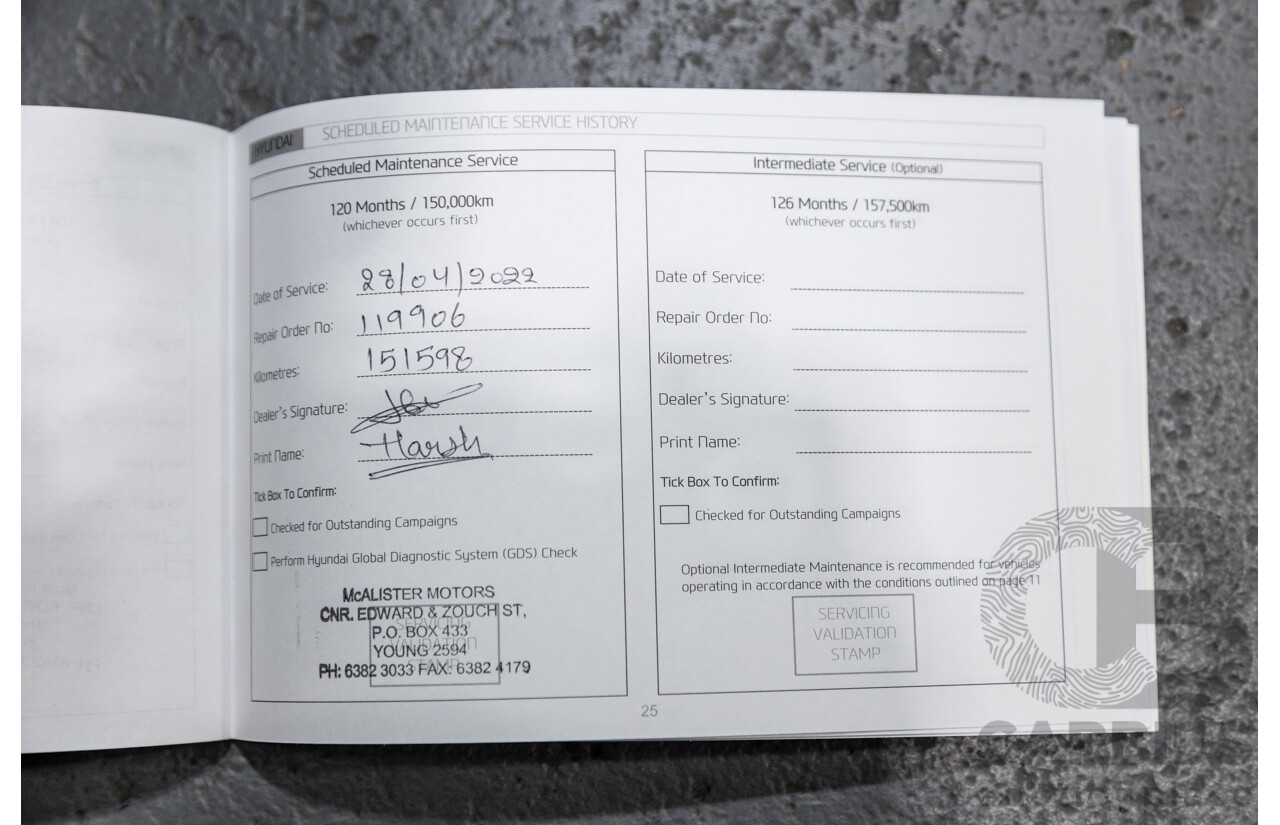 HYUNDAI SCHEDULED MAINTENANCE SERVICE HISTORY
Scheduled Maintenance Service
120 Months / 150,000km
(whichever occurs first)
Date of Service: 28/04/2022
Repair Order No: 119906
Kilometres: 151598
Dealer's Signature:
Print Name: Harsh
Tick Box To Confirm:
Checked for Outstanding Campaigns
Perform Hyundai Global Diagnostic System (GDS) Check
McALISTER MOTORS
CNR. EDWARD & ZOUCH ST,
P.O. BOX 433
YOUNG 2594
PH: 6382 3033 FAX: 6382 4179
SERVICING
VALIDATION
STAMP
Intermediate Service (Optional)
126 Months / 157,500km
(whichever occurs first)
Date of Service:
Repair Order No:
Kilometres:
Dealer's Signature:
Print Name:
Tick Box To Confirm:
Checked for Outstanding Campaigns
Optional Intermediate Maintenance is recommended for vehicles
operating in accordance with the conditions outlined on page 11
SERVICING
VALIDATION
STAMP
25